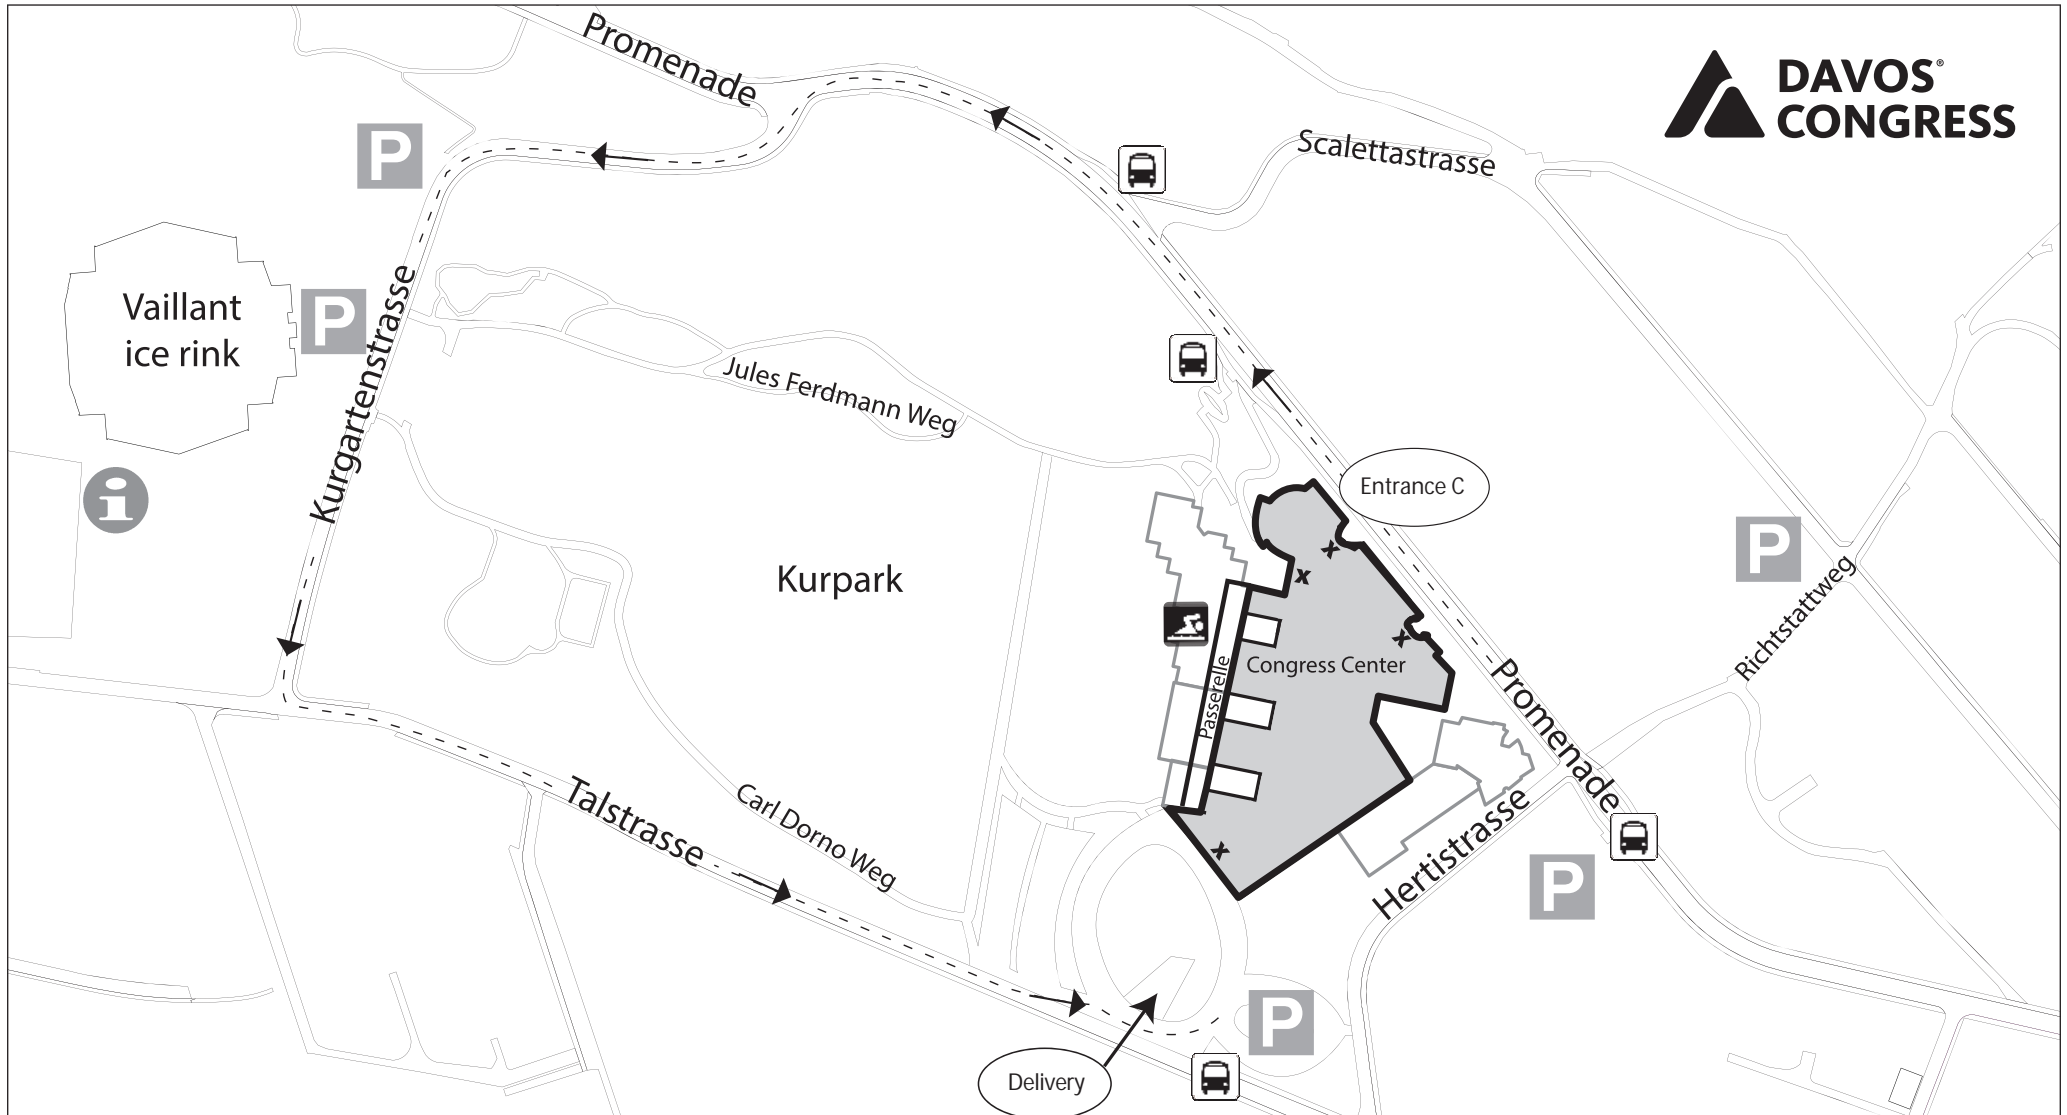 Promenade
DAVOS®
CONGRESS
Scalettastrasse
P
P
Vaillant
ice rink
Kurgartenstrasse
Jules Ferdmann Weg
Entrance C
i
Kurpark
P
Richtstattweg
x
x
x
Congress Center
Passerelle
Promenade
Talstrasse
Carl Dorno Weg
x
Hertistrasse
P
P
Delivery